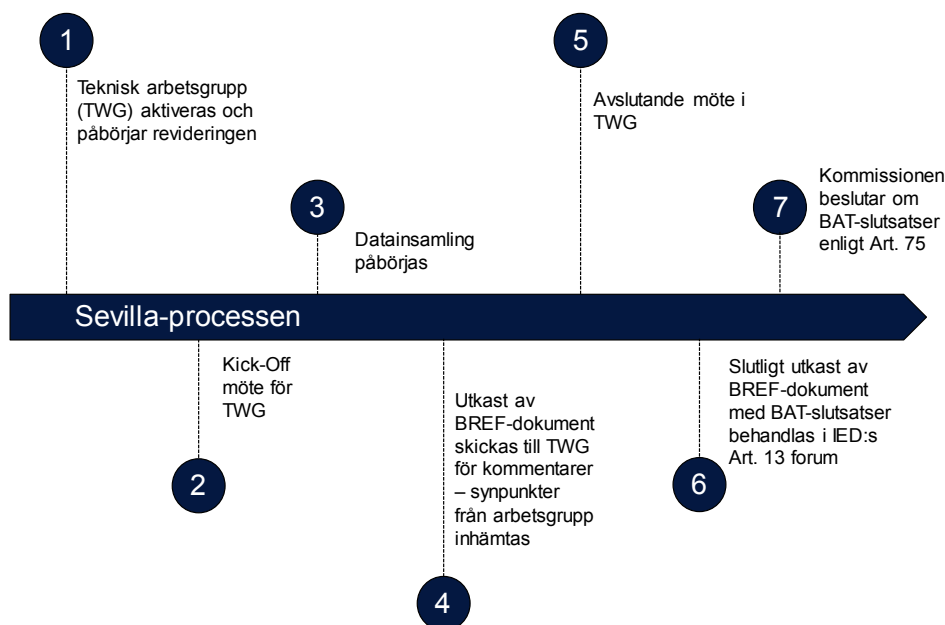 1
Teknisk arbetsgrupp
(TWG) aktiveras och
påbörjar revideringen
5
Avslutande möte i
TWG
3
Datainsamling
påbörjas
7
Kommissionen
beslutar om
BAT-slutsatser
enligt Art. 75
Sevilla-processen
Kick-Off
möte för
TWG
2
Utkast av
BREF-dokument
skickas till TWG
för kommentarer
– synpunkter
från arbetsgrupp
inhämtas
4
Slutligt utkast av
BREF-dokument
med BAT-slutsatser
behandlas i IED:s
Art. 13 forum
6